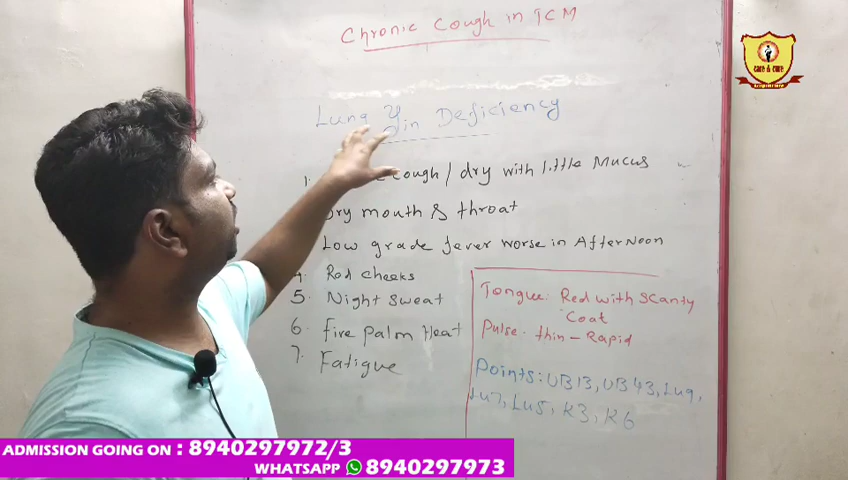 Chronic Cough in TCM
care & cure
Lung Yin Deficiency
1. cough / dry with little Mucus
Dry mouth & throat
Low grade fever worse in AfterNoon
4. Red cheeks
5. Night sweat
6. five palm Heat
7. Fatigue
Tongue: Red with Scanty
Coat
Pulse - thin - Rapid
Points: UB13, UB43, Lu9,
Lu7, Lu5, K3, K6
ADMISSION GOING ON : 8940297972/3
WHATSAPP 8940297973